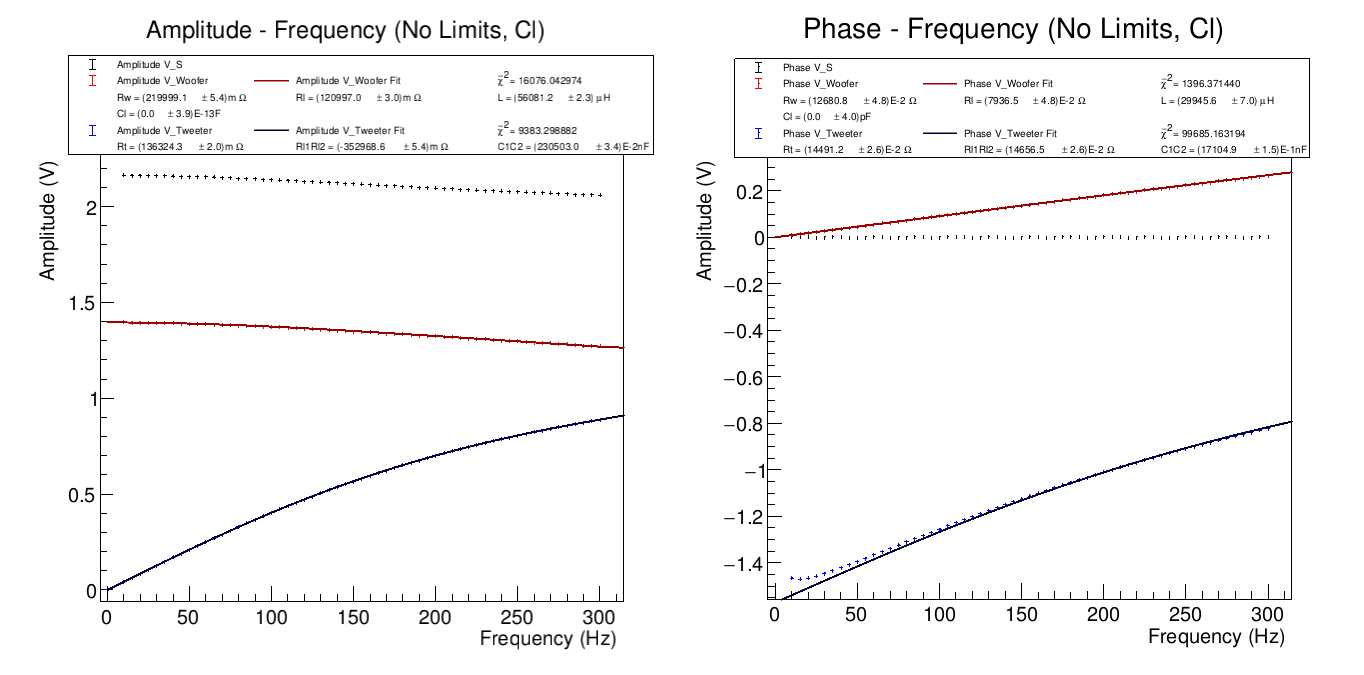 Amplitude - Frequency (No Limits, Cl)
Amplitude V_S
Amplitude V_Woofer Amplitude V_Woofer Fit χ̄²= 16076.042974
Rw = (219999.1 ± 5.4)m Ω Rl = (120997.0 ± 3.0)m Ω L = (56081.2 ± 2.3) μH
Cl = (0.0 ± 3.9)E-13F
Amplitude V_Tweeter Amplitude V_Tweeter Fit χ̄²= 9383.298882
Rt = (136324.3 ± 2.0)m Ω Rl1Rl2 = (-352968.6 ± 5.4)m Ω C1C2 = (230503.0 ± 3.4)E-2nF
Amplitude (V)
2
1.5
1
0.5
0
0 50 100 150 200 250 300
Frequency (Hz)
Phase - Frequency (No Limits, Cl)
Phase V_S
Phase V_Woofer Phase V_Woofer Fit χ̄²= 1396.371440
Rw = (12680.8 ± 4.8)E-2 Ω Rl = (7936.5 ± 4.8)E-2 Ω L = (29945.6 ± 7.0) μH
Cl = (0.0 ± 4.0)pF
Phase V_Tweeter Phase V_Tweeter Fit χ̄²= 99685.163194
Rt = (14491.2 ± 2.6)E-2 Ω Rl1Rl2 = (14656.5 ± 2.6)E-2 Ω C1C2 = (17104.9 ± 1.5)E-1nF
Amplitude (V)
0.2
0
−0.2
−0.4
−0.6
−0.8
−1
−1.2
−1.4
0 50 100 150 200 250 300
Frequency (Hz)